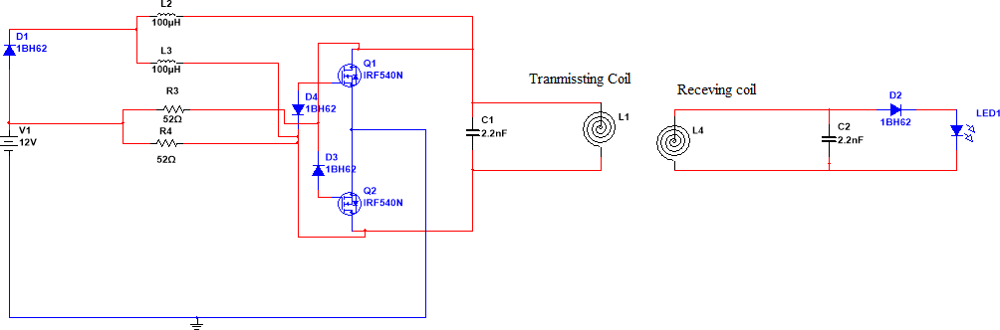 L2
100µH
D1
1BH62
L3
100µH
Q1
IRF540N
Tranmissting Coil
Receving coil
R3
52Ω
D4
1BH62
D2
1BH62
LED1
R4
52Ω
V1
12V
C1
2.2nF
L1
L4
C2
2.2nF
D3
1BH62
Q2
IRF540N